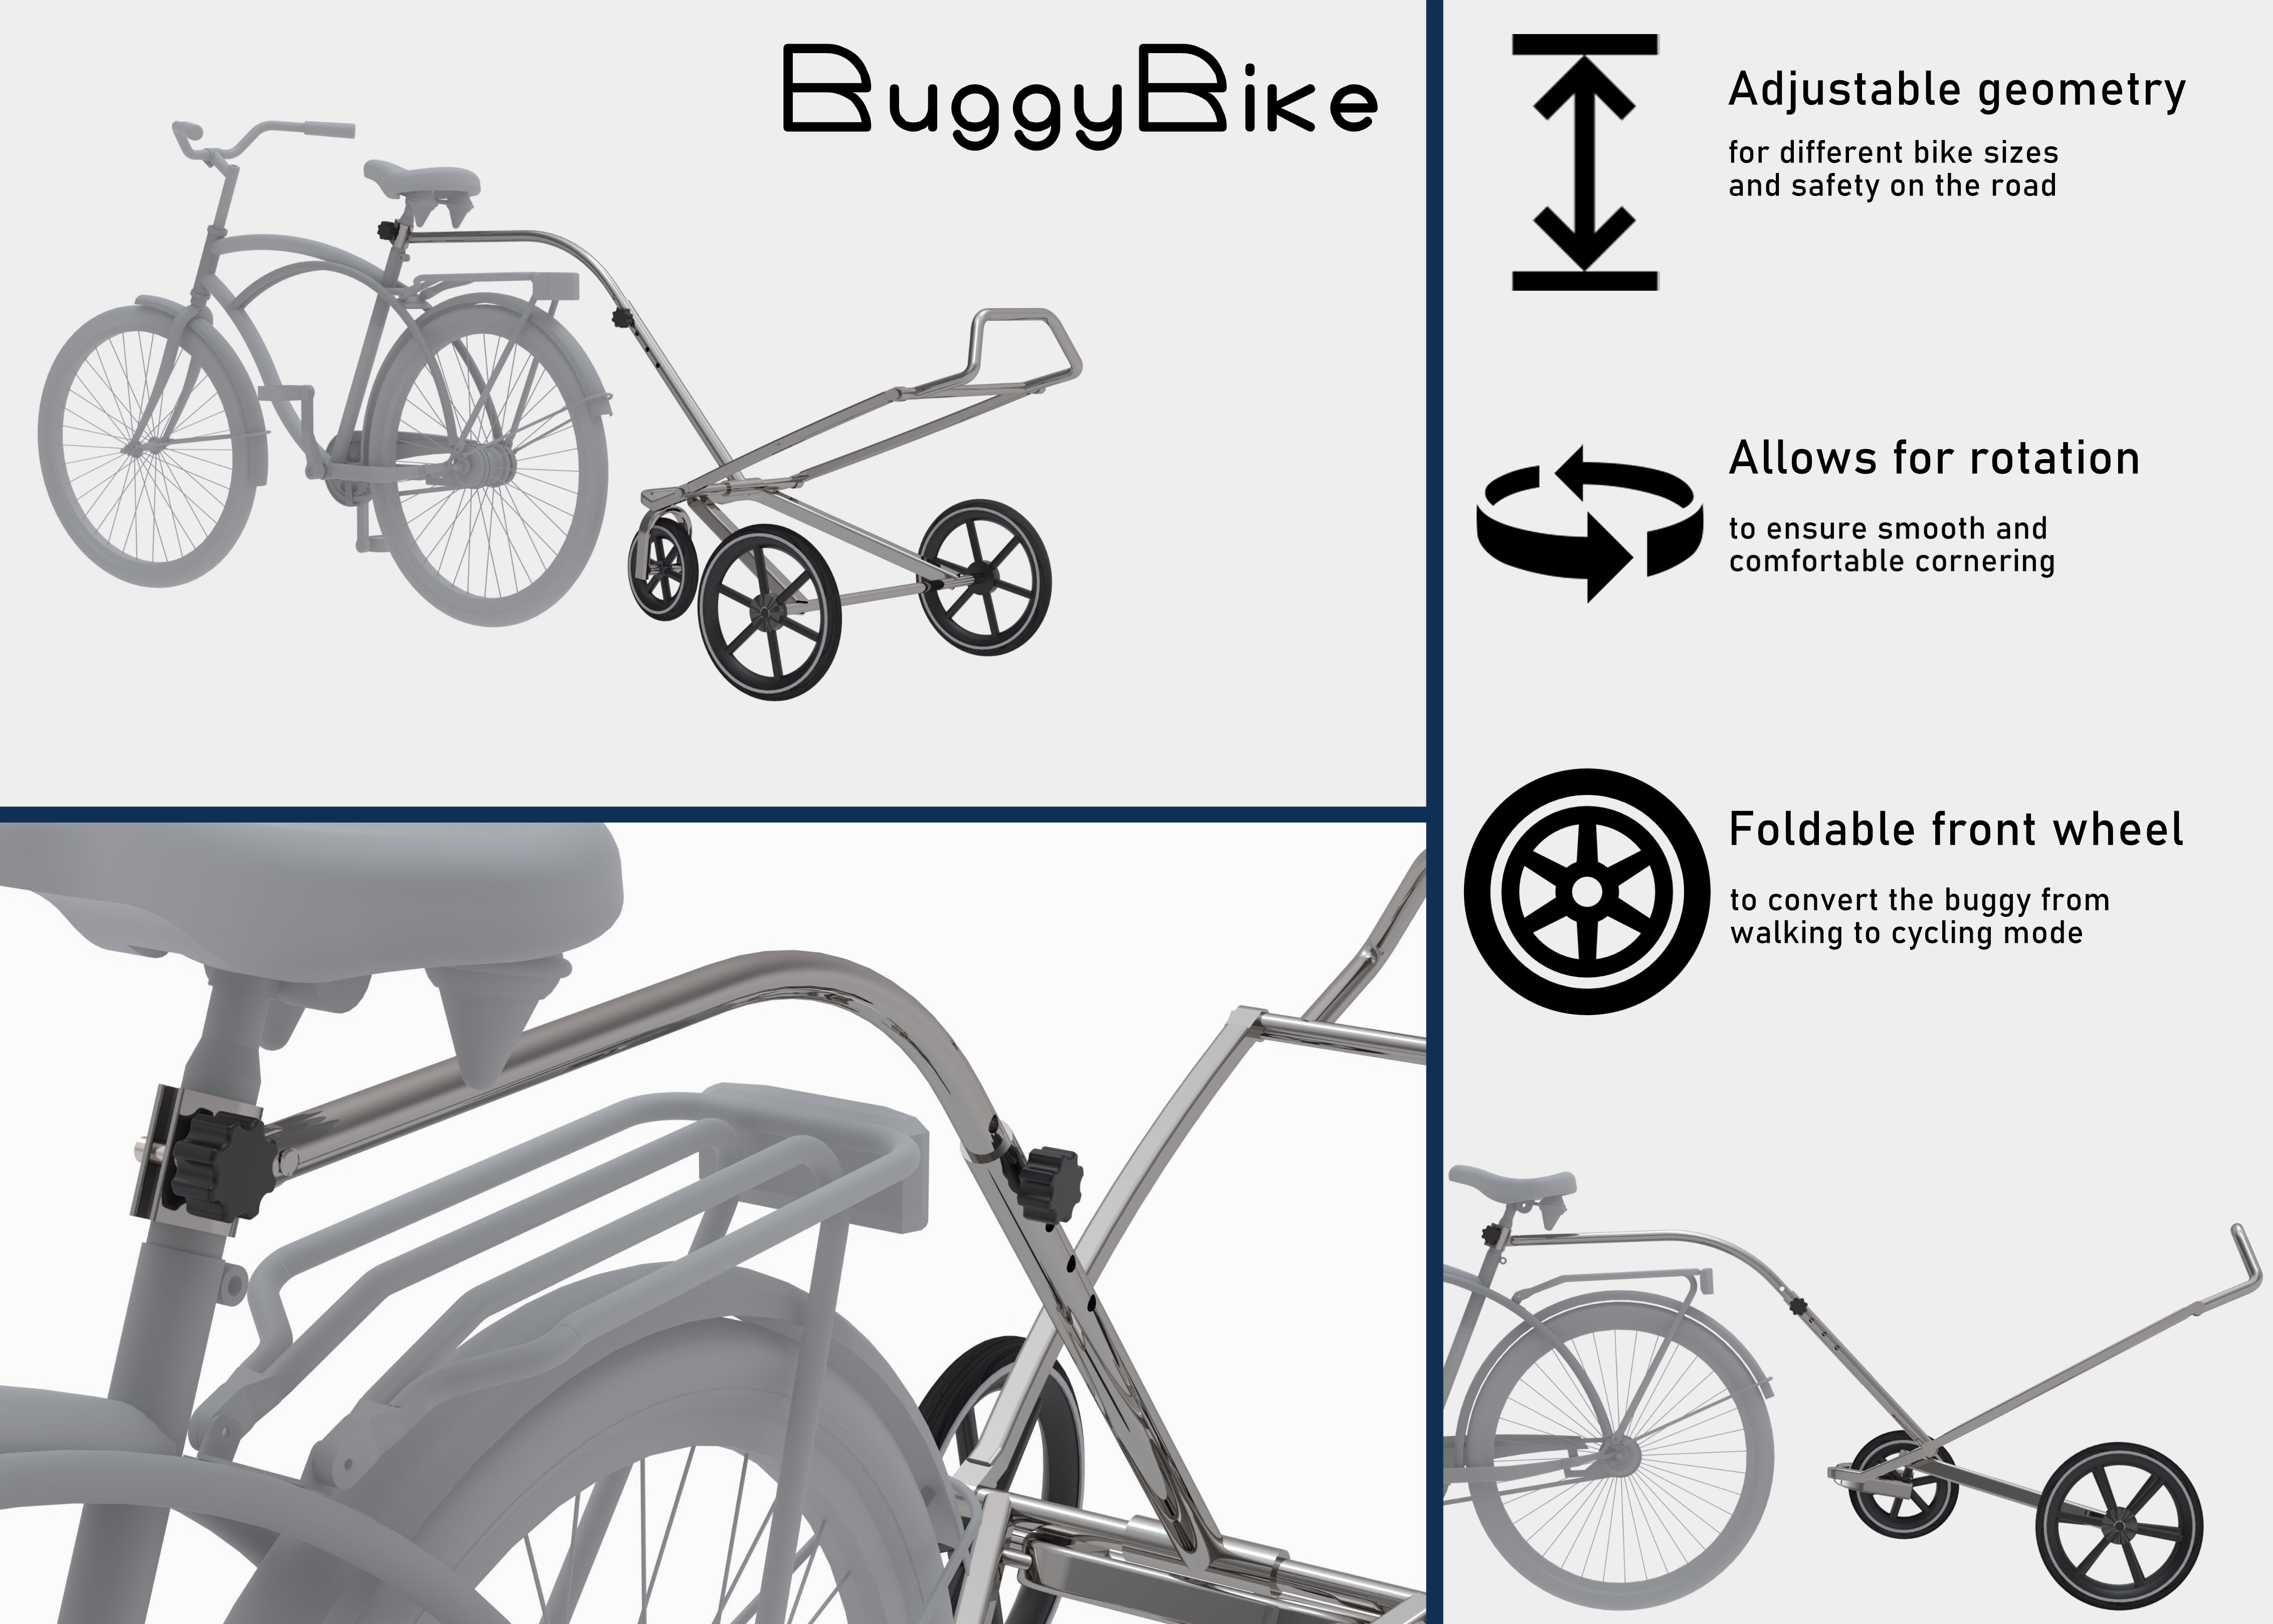 BuggyBike
Adjustable geometry
for different bike sizes
and safety on the road
Allows for rotation
to ensure smooth and
comfortable cornering
Foldable front wheel
to convert the buggy from
walking to cycling mode